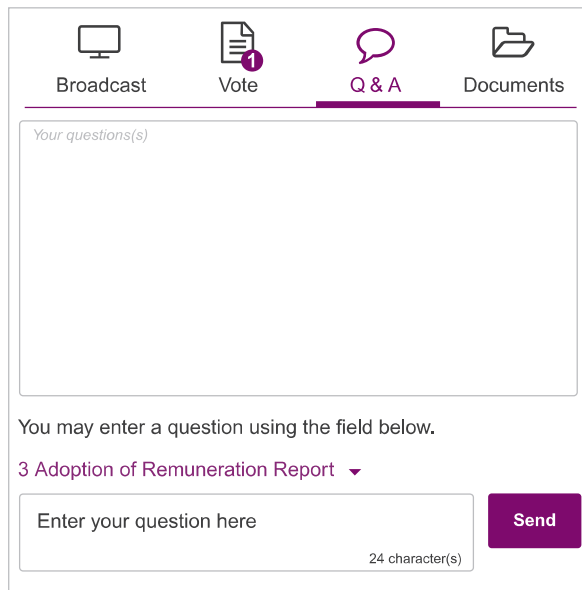 Broadcast
Vote
1
Q & A
Documents
Your questions(s)
You may enter a question using the field below.
3 Adoption of Remuneration Report
Enter your question here
24 character(s)
Send